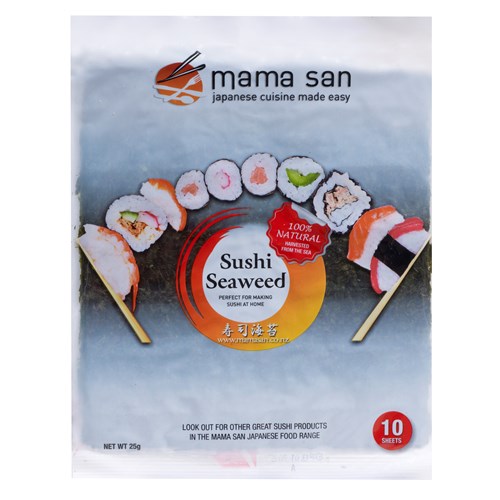 mama san
japanese cuisine made easy
100%
NATURAL
HARVESTED
FROM THE SEA
Sushi
Seaweed
PERFECT FOR MAKING
SUSHI AT HOME
寿司海苔
www.mamasan.co.nz
LOOK OUT FOR OTHER GREAT SUSHI PRODUCTS
IN THE MAMA SAN JAPANESE FOOD RANGE
NET WT 25g
10
SHEETS